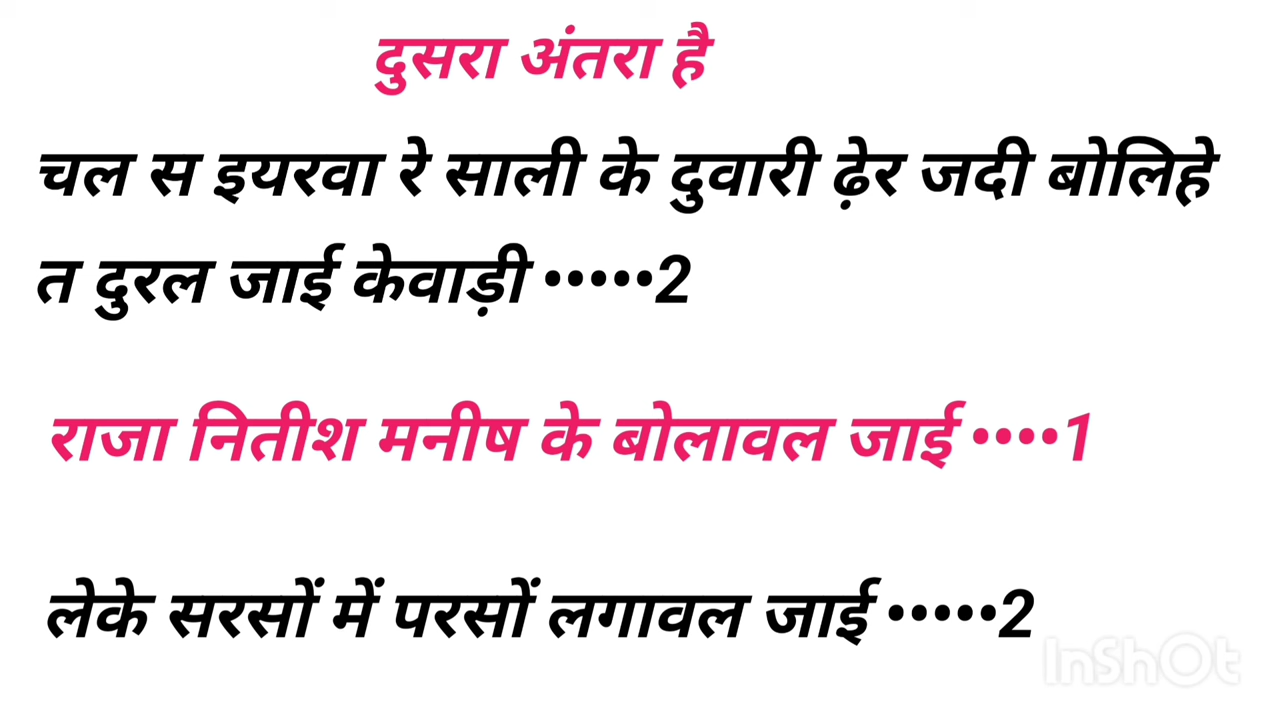 दुसरा अंतरा है
चल स इयरवा रे साली के दुवारी ढ़ेर जदी बोलिहे
त दुरल जाई केवाड़ी •••••2
राजा नितीश मनीष के बोलावल जाई ••••1
लेके सरसों में परसों लगावल जाई •••••2
InShOt